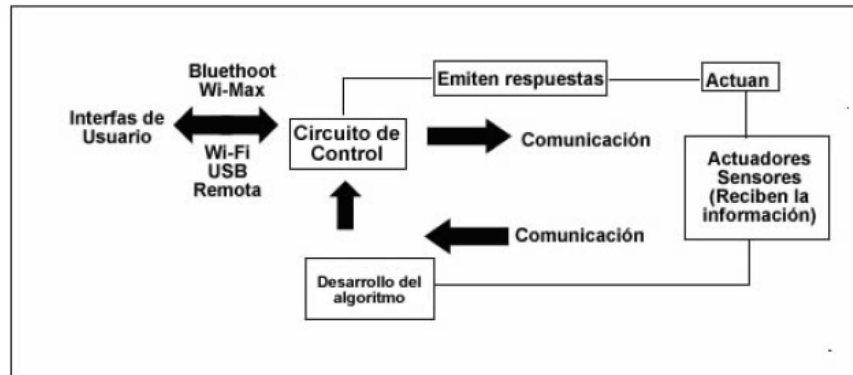 Bluethoot
Wi-Max
Interfas de
Usuario
Wi-Fi
USB
Remota
Circuito de
Control
Emiten respuestas
Actuan
Comunicación
Actuadores
Sensores
(Reciben la
información)
Comunicación
Desarrollo del
algoritmo